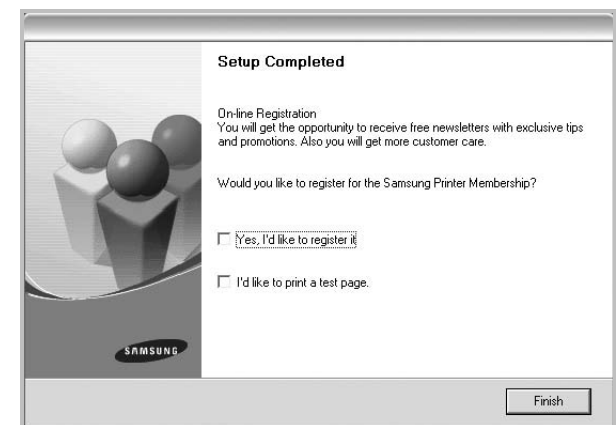 Setup Completed
On-line Registration
You will get the opportunity to receive free newsletters with exclusive tips
and promotions. Also you will get more customer care.
Would you like to register for the Samsung Printer Membership?
Yes, I'd like to register it
I'd like to print a test page.
SAMSUNG
Finish